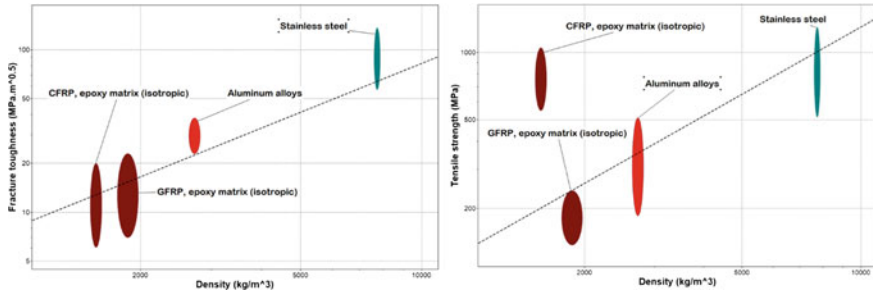 Fracture toughness (MPa.m^0.5)
100
50
20
10
5
Stainless steel
CFRP, epoxy matrix (isotropic)
Aluminum alloys
GFRP, epoxy matrix (isotropic)
2000
5000
10000
Density (kg/m^3)
Tensile strength (MPa)
1000
500
200
CFRP, epoxy matrix (isotropic)
Stainless steel
Aluminum alloys
GFRP, epoxy matrix (isotropic)
2000
5000
10000
Density (kg/m^3)